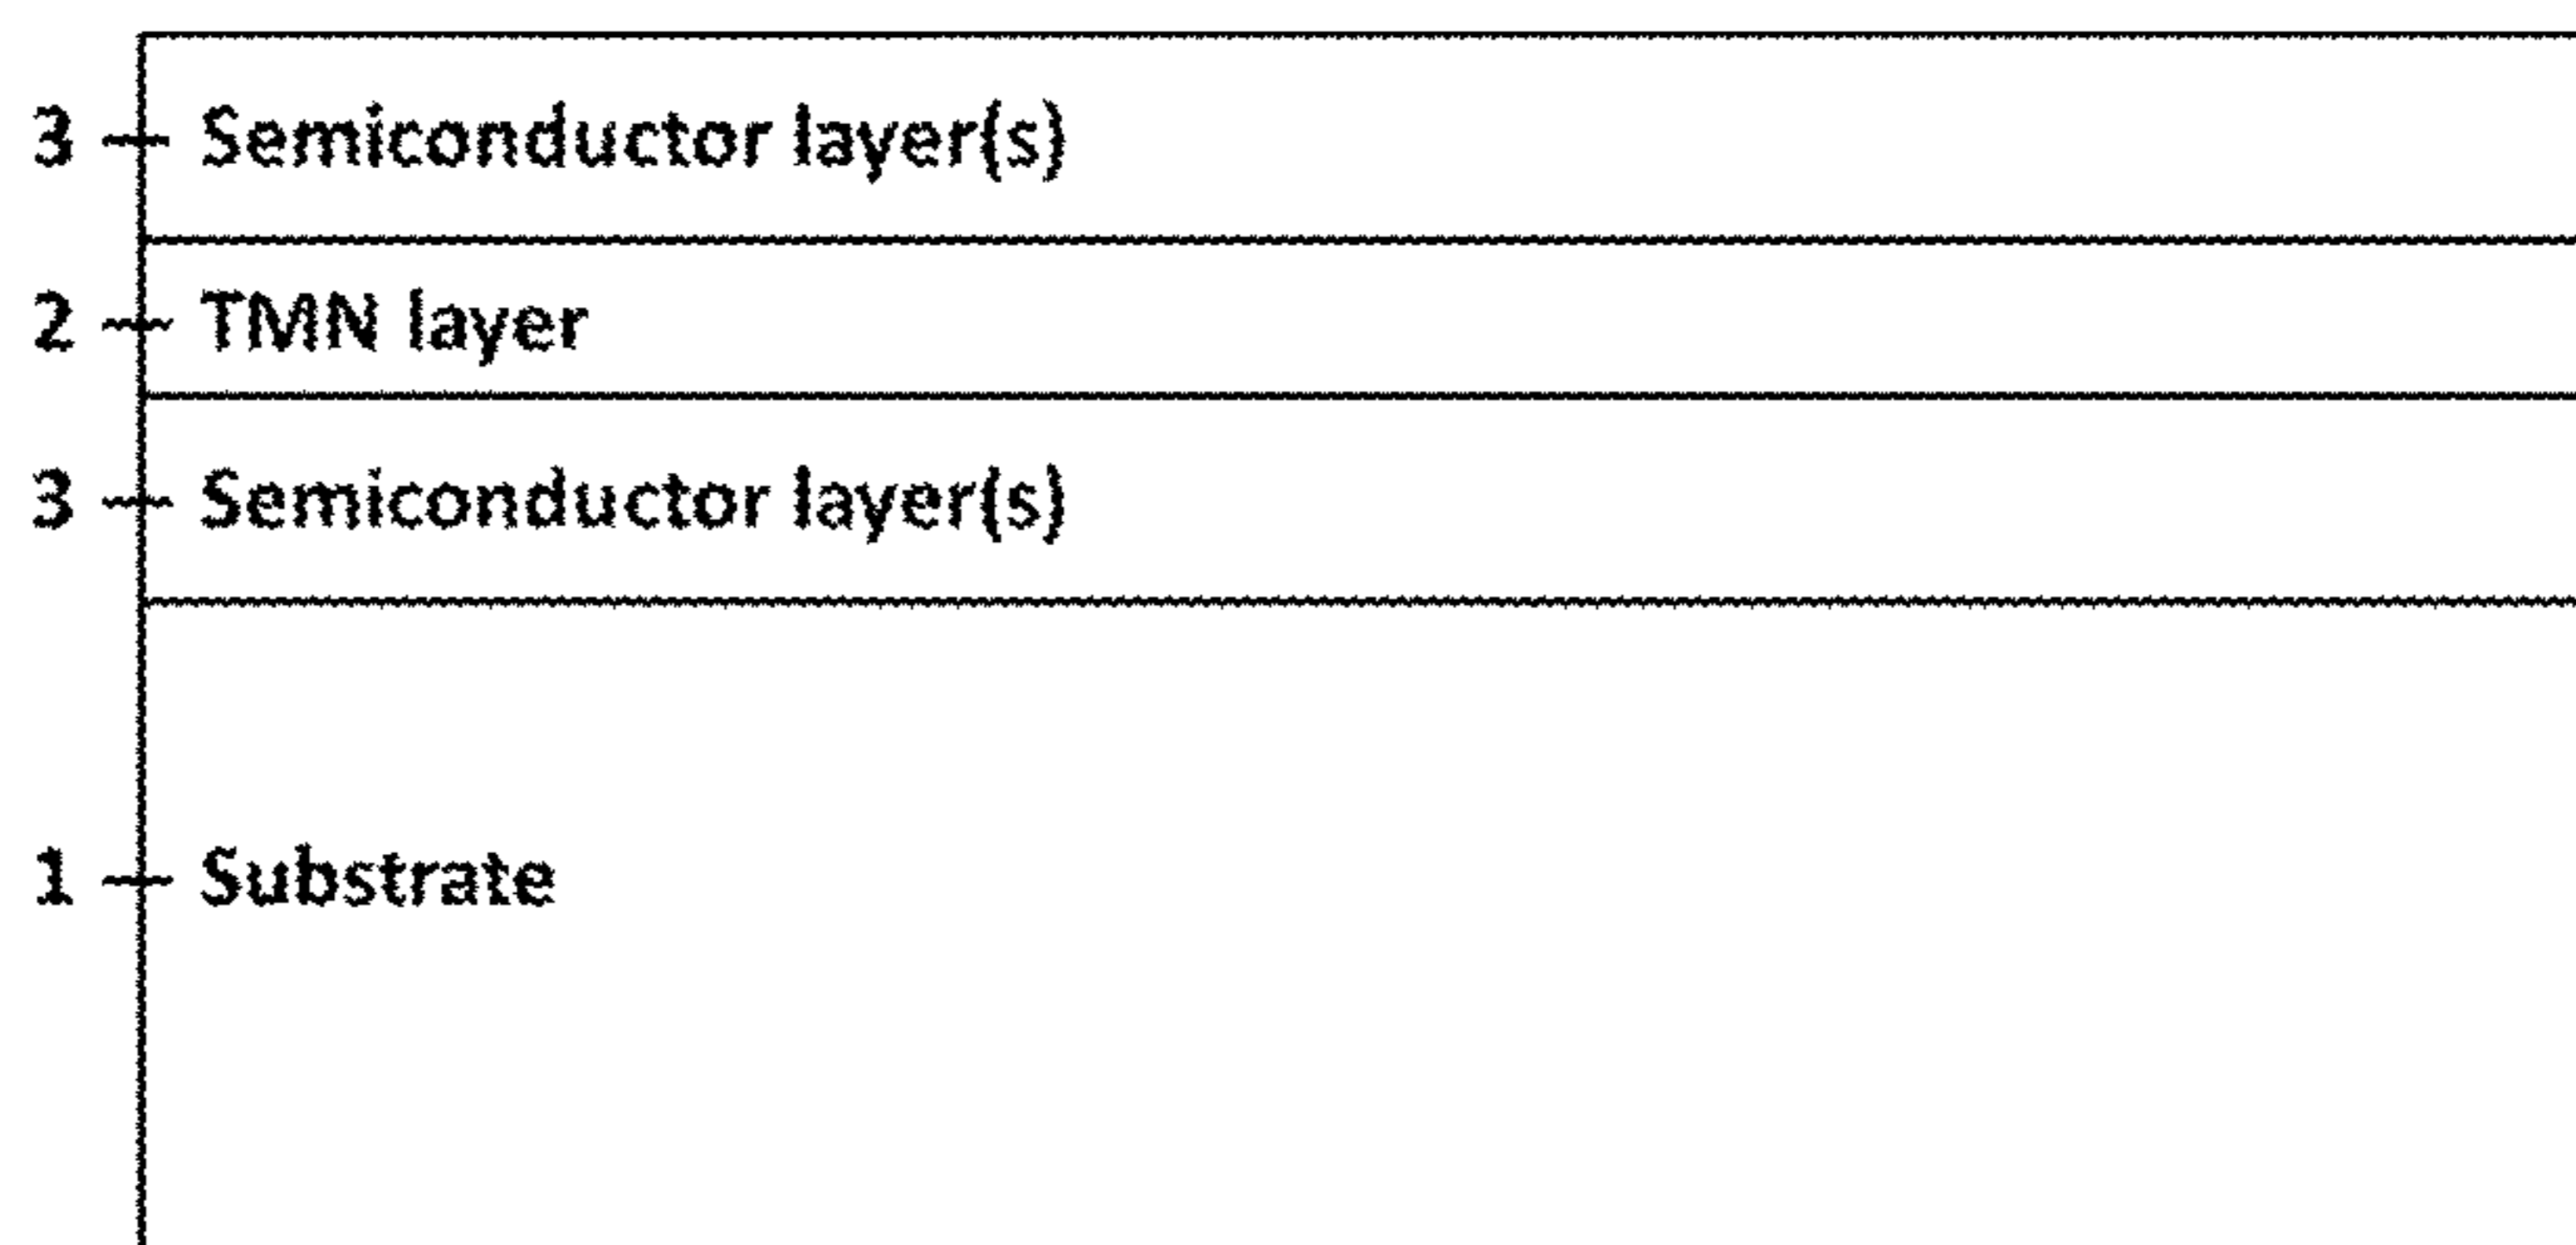 3 Semiconductor layer(s)
2 TMN layer
3 Semiconductor layer(s)
1 Substrate